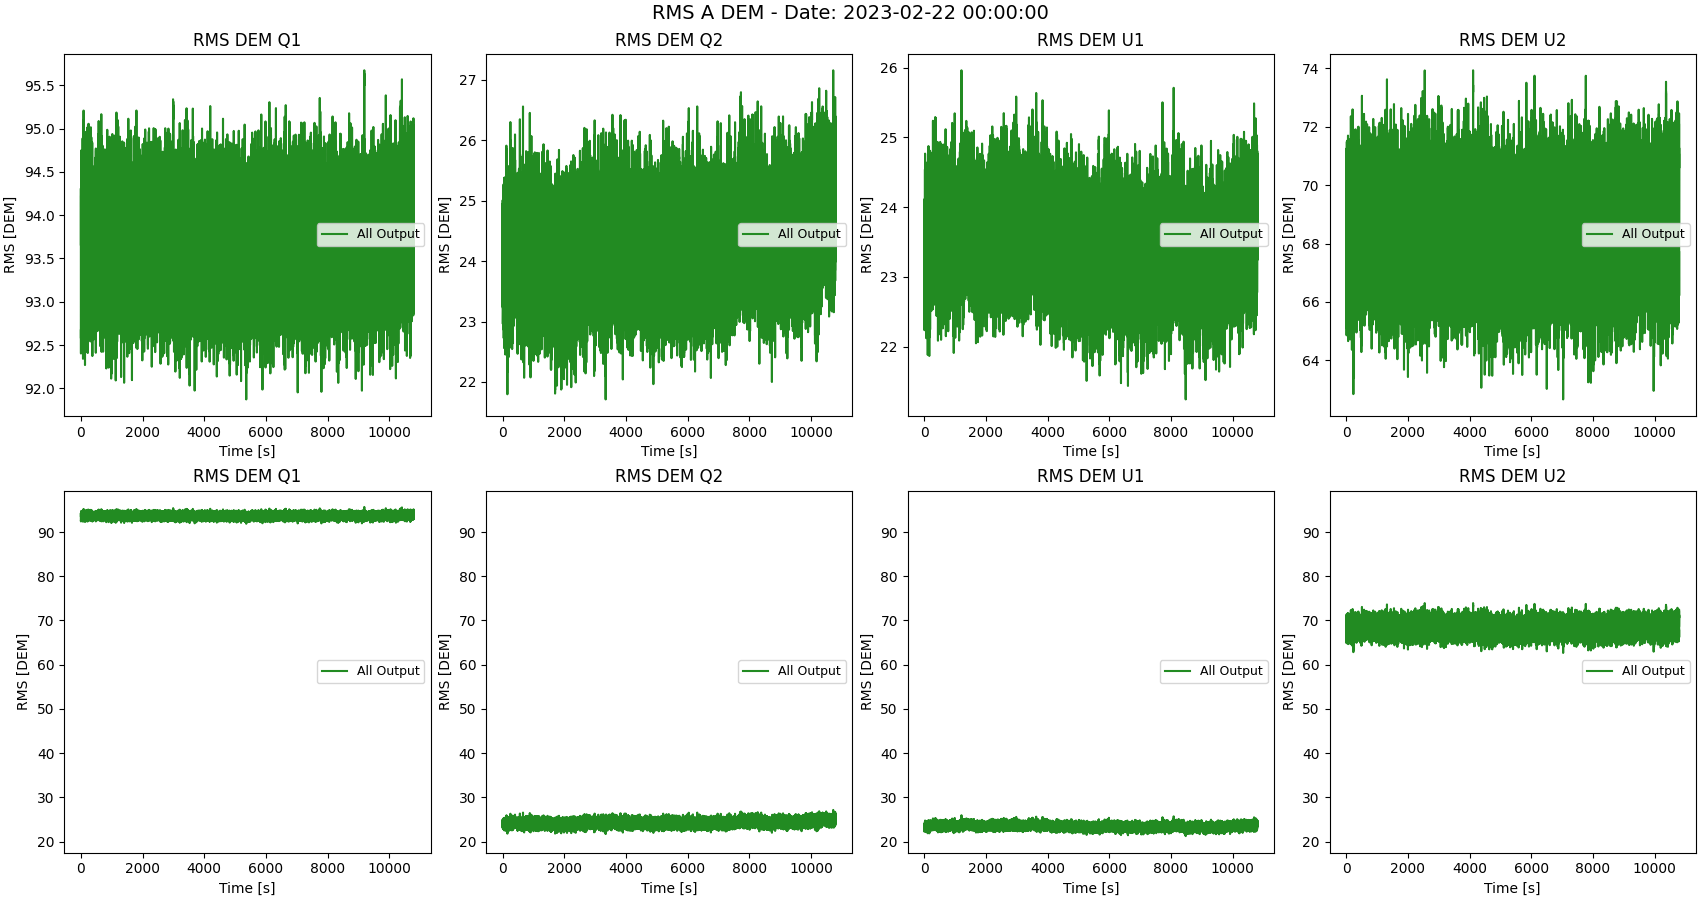 RMS A DEM - Date: 2023-02-22 00:00:00
RMS DEM Q1
RMS [DEM]
95.5
95.0
94.5
94.0
93.5
93.0
92.5
92.0
All Output
0 2000 4000 6000 8000 10000
Time [s]
RMS DEM Q2
RMS [DEM]
27
26
25
24
23
22
All Output
0 2000 4000 6000 8000 10000
Time [s]
RMS DEM U1
RMS [DEM]
26
25
24
23
22
All Output
0 2000 4000 6000 8000 10000
Time [s]
RMS DEM U2
RMS [DEM]
74
72
70
68
66
64
All Output
0 2000 4000 6000 8000 10000
Time [s]
RMS DEM Q1
RMS [DEM]
90
80
70
60
50
40
30
20
All Output
0 2000 4000 6000 8000 10000
Time [s]
RMS DEM Q2
RMS [DEM]
90
80
70
60
50
40
30
20
All Output
0 2000 4000 6000 8000 10000
Time [s]
RMS DEM U1
RMS [DEM]
90
80
70
60
50
40
30
20
All Output
0 2000 4000 6000 8000 10000
Time [s]
RMS DEM U2
RMS [DEM]
90
80
70
60
50
40
30
20
All Output
0 2000 4000 6000 8000 10000
Time [s]